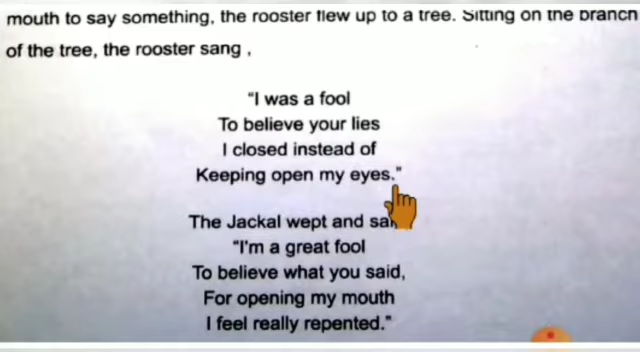 mouth to say something, the rooster flew up to a tree. Sitting on the branch
of the tree, the rooster sang ,
"I was a fool
To believe your lies
I closed instead of
Keeping open my eyes."
The Jackal wept and
"I'm a great fool
To believe what you said,
For opening my mouth
I feel really repented."